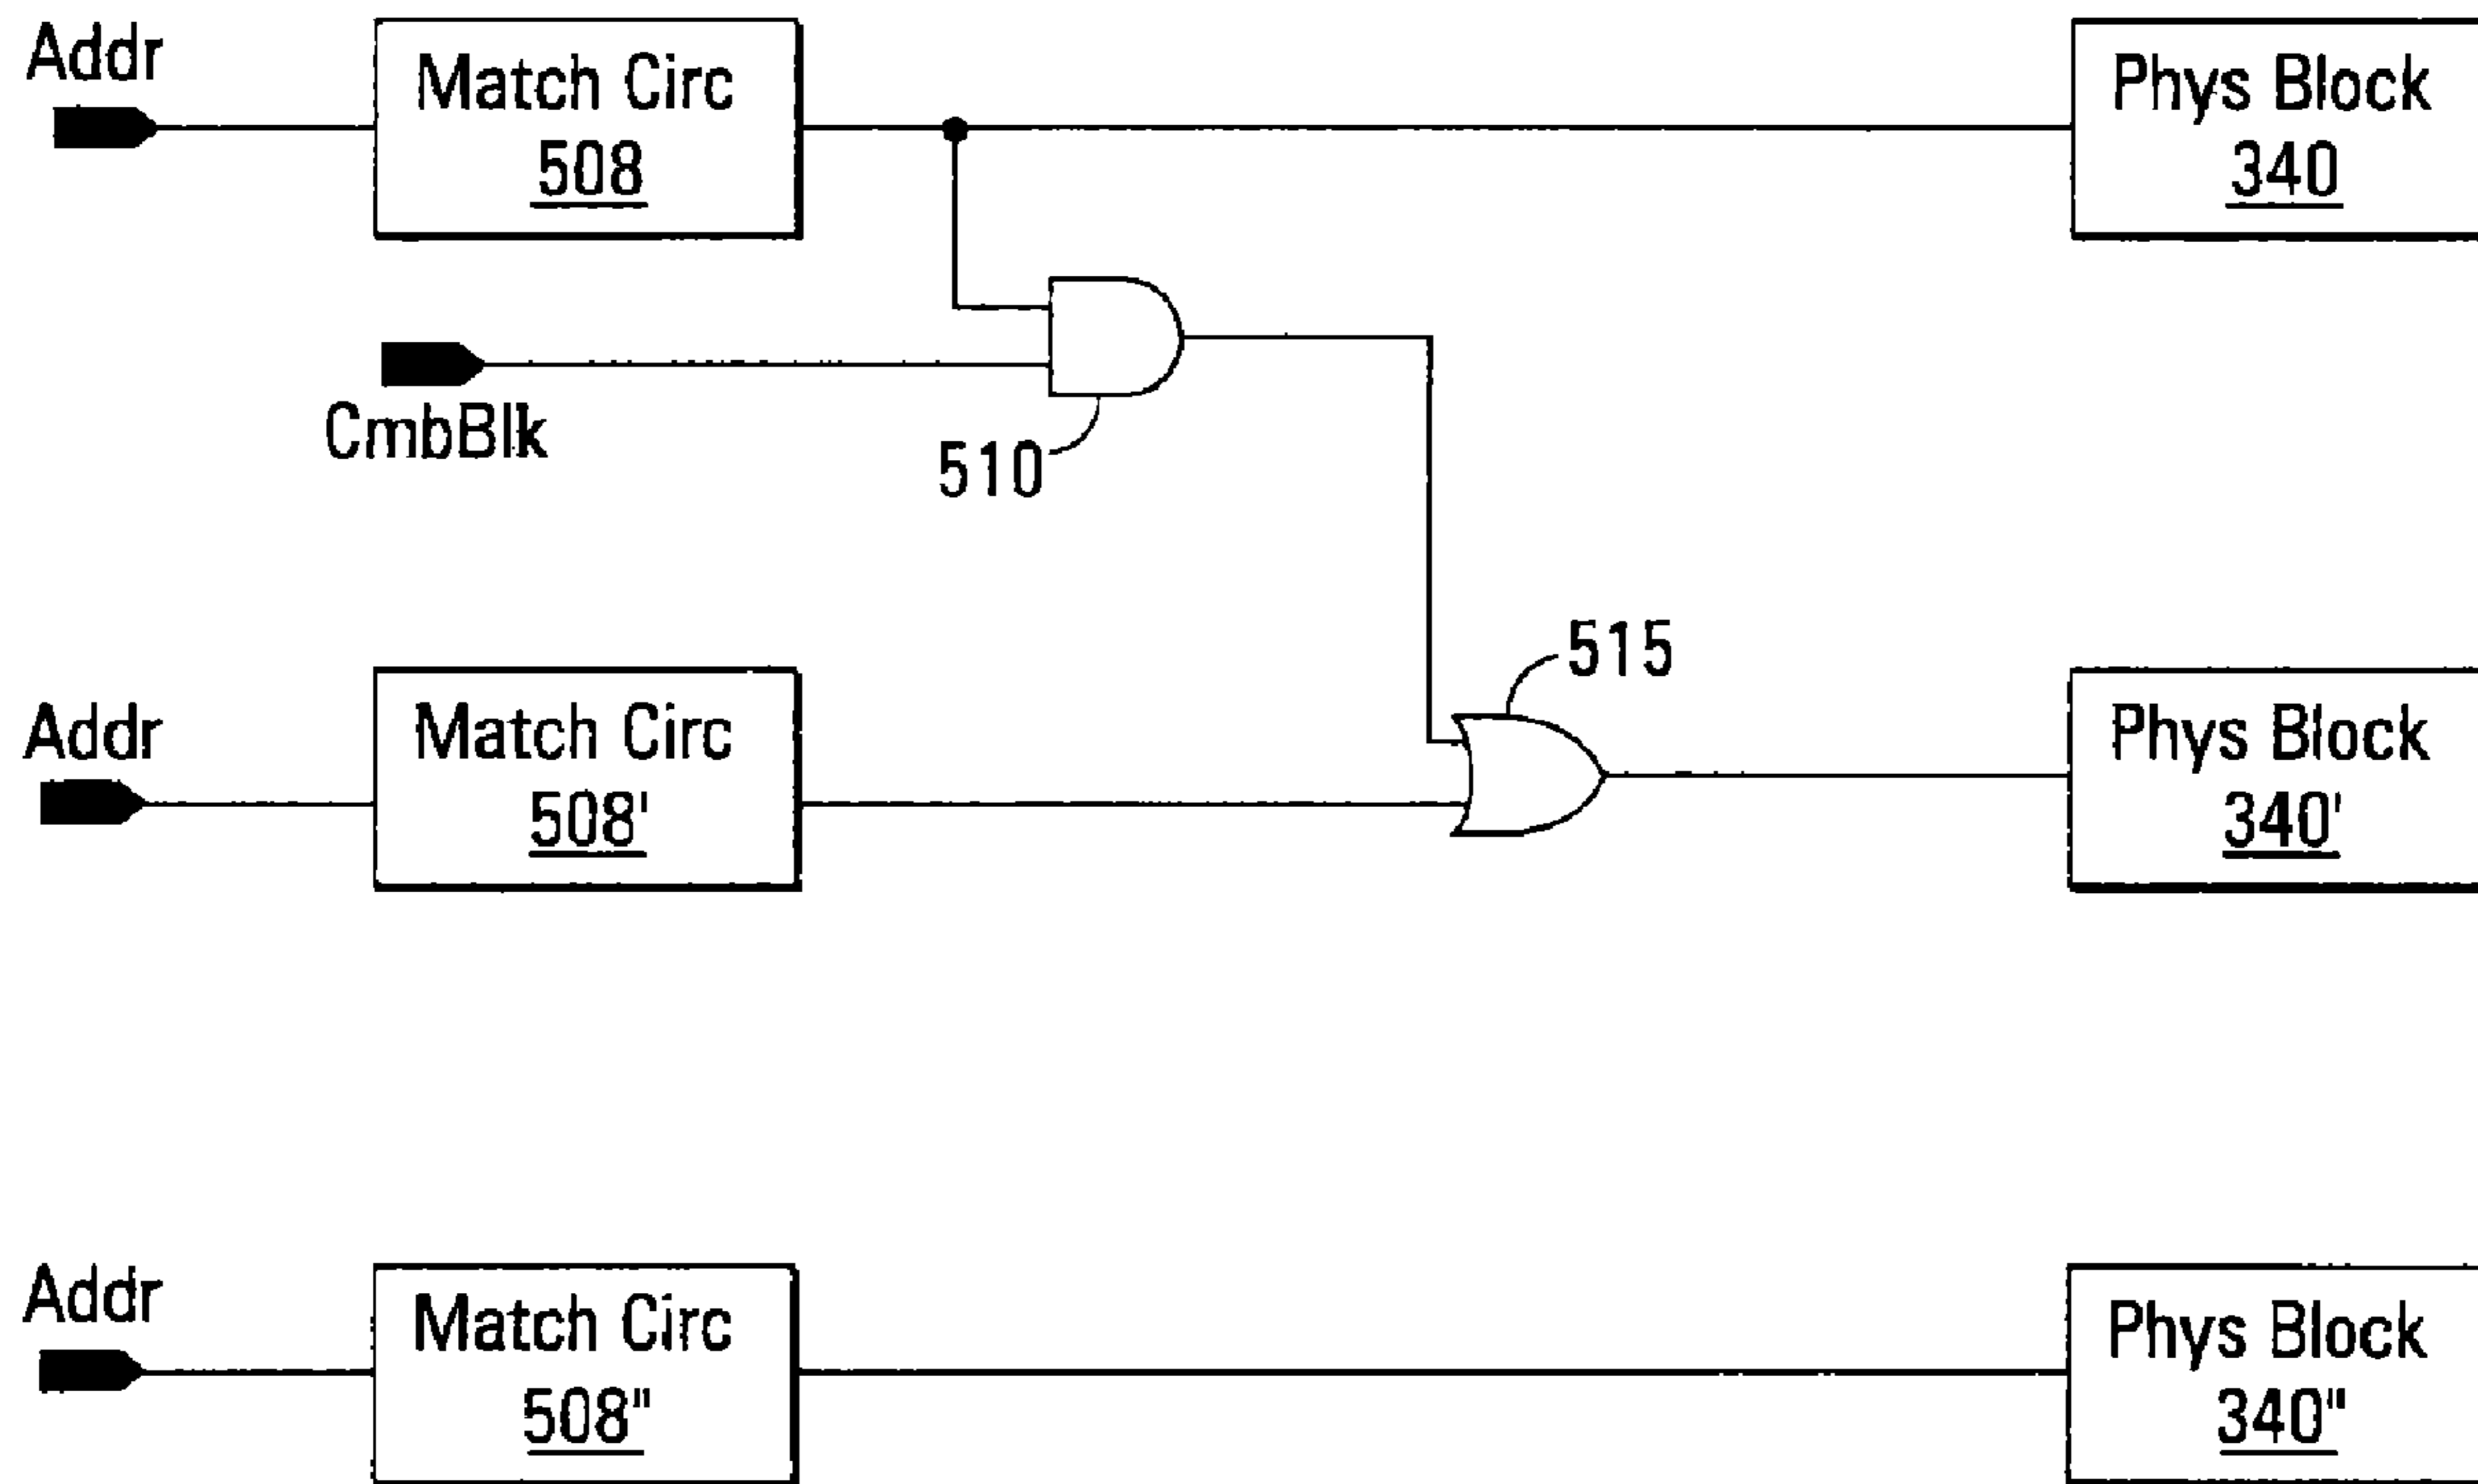 Addr
Match Circ
508
Phys Block
340
CmbBlk
510
515
Addr
Match Circ
508'
Phys Block
340'
Addr
Match Circ
508"
Phys Block
340"